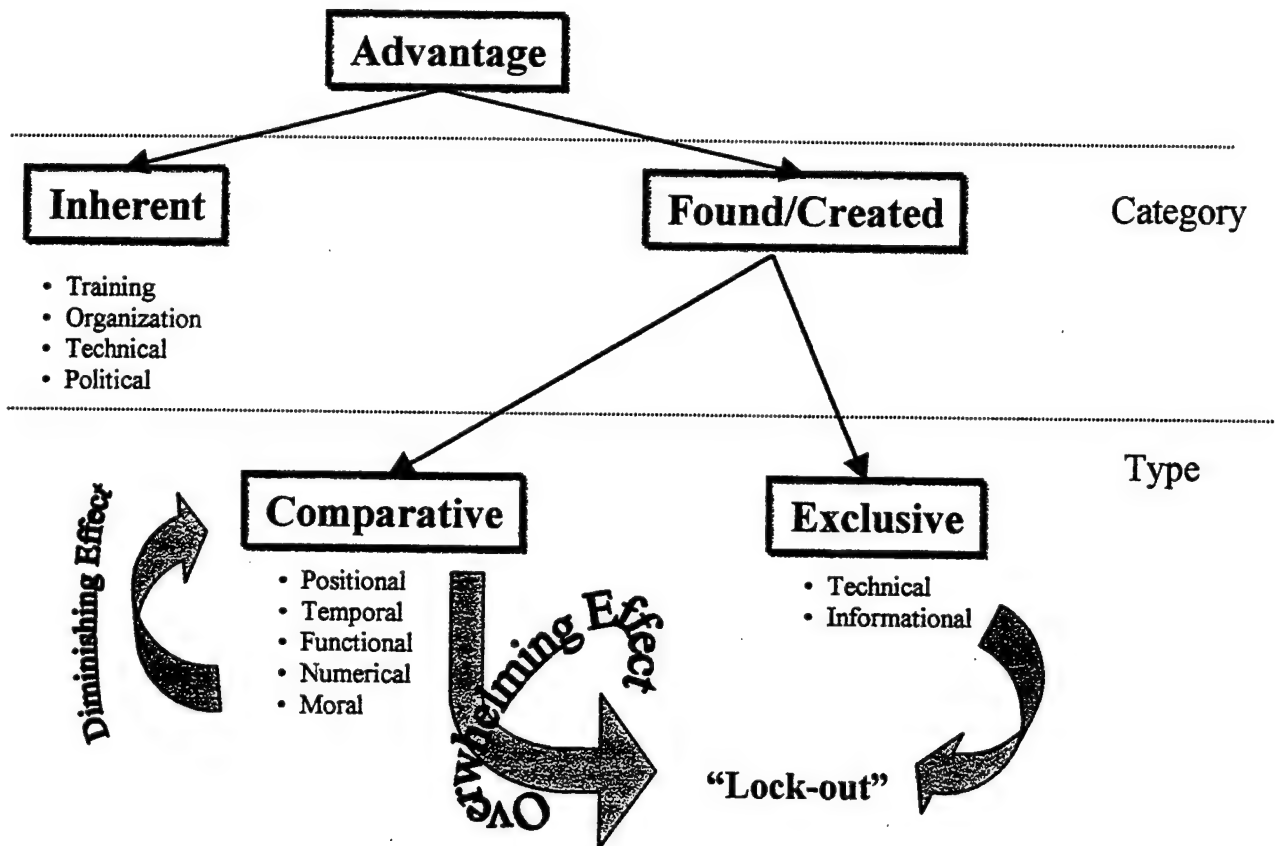 Advantage
Inherent
Found/Created
Category
• Training
• Organization
• Technical
• Political
Type
Diminishing Effect
Comparative
Exclusive
• Positional
• Temporal
• Functional
• Numerical
• Moral
Overwhelming Effect
• Technical
• Informational
“Lock-out”